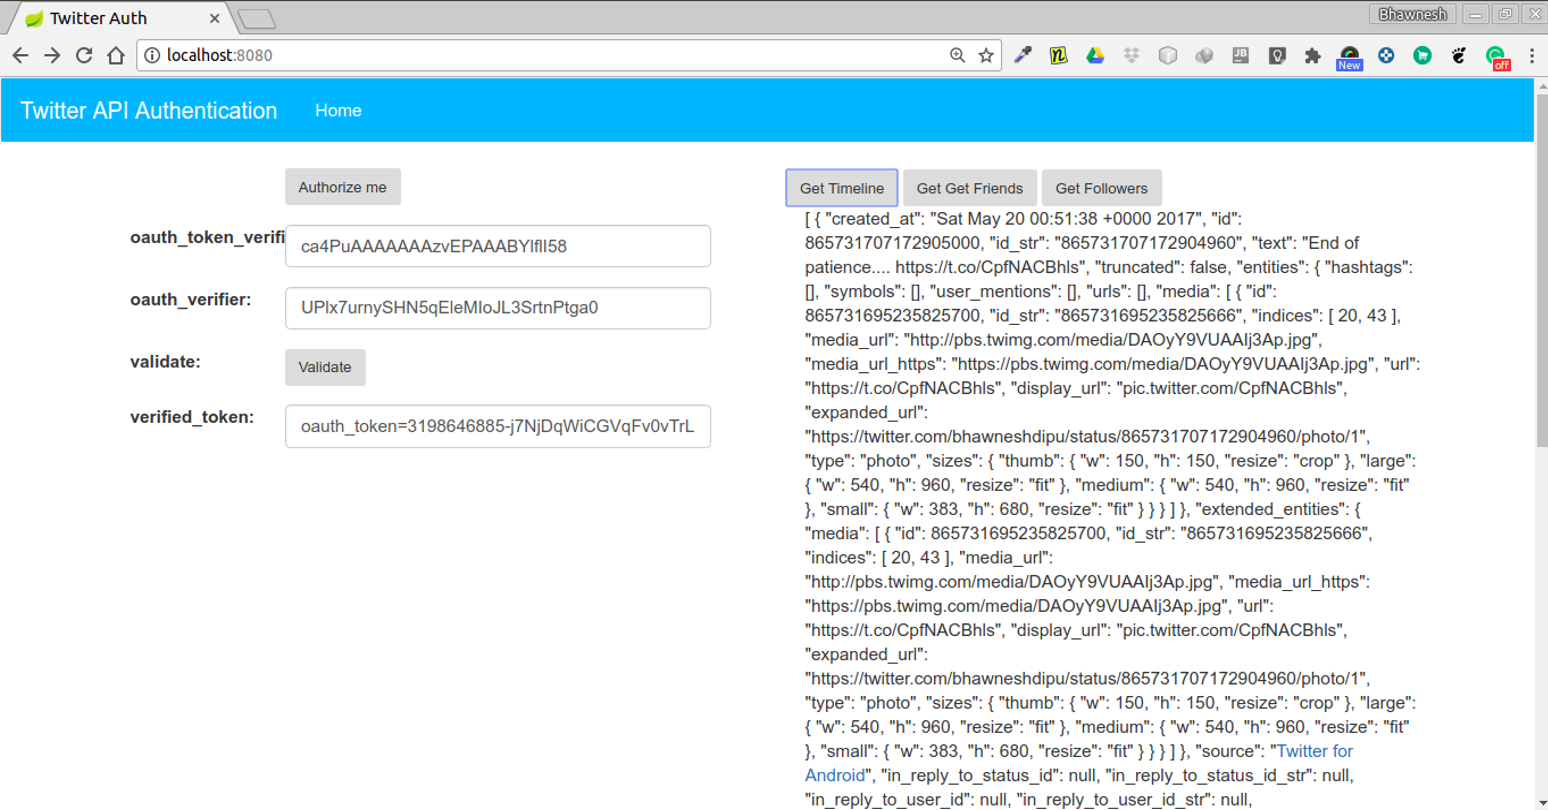 Twitter Auth
Bhawnesh
localhost:8080
JB
New
off
Twitter API Authentication Home
Authorize me
oauth_token_verifi
ca4PuAAAAAAAzvEPAAABYlflI58
oauth_verifier:
UPlx7urnySHN5qEleMIoJL3SrtnPtga0
validate:
Validate
verified_token:
oauth_token=3198646885-j7NjDqWiCGVqFv0vTrL
Get Timeline Get Get Friends Get Followers
[ { "created_at": "Sat May 20 00:51:38 +0000 2017", "id":
865731707172905000, "id_str": "865731707172904960", "text": "End of
patience.... https://t.co/CpfNACBhls", "truncated": false, "entities": { "hashtags":
[], "symbols": [], "user_mentions": [], "urls": [], "media": [ { "id":
865731695235825700, "id_str": "865731695235825666", "indices": [ 20, 43 ],
"media_url": "http://pbs.twimg.com/media/DAOyY9VUAAIj3Ap.jpg",
"media_url_https": "https://pbs.twimg.com/media/DAOyY9VUAAIj3Ap.jpg", "url":
"https://t.co/CpfNACBhls", "display_url": "pic.twitter.com/CpfNACBhls",
"expanded_url":
"https://twitter.com/bhawneshdipu/status/865731707172904960/photo/1",
"type": "photo", "sizes": { "thumb": { "w": 150, "h": 150, "resize": "crop" }, "large":
{ "w": 540, "h": 960, "resize": "fit" }, "medium": { "w": 540, "h": 960, "resize": "fit"
}, "small": { "w": 383, "h": 680, "resize": "fit" } } } ] }, "extended_entities": {
"media": [ { "id": 865731695235825700, "id_str": "865731695235825666",
"indices": [ 20, 43 ], "media_url":
"http://pbs.twimg.com/media/DAOyY9VUAAIj3Ap.jpg", "media_url_https":
"https://pbs.twimg.com/media/DAOyY9VUAAIj3Ap.jpg", "url":
"https://t.co/CpfNACBhls", "display_url": "pic.twitter.com/CpfNACBhls",
"expanded_url":
"https://twitter.com/bhawneshdipu/status/865731707172904960/photo/1",
"type": "photo", "sizes": { "thumb": { "w": 150, "h": 150, "resize": "crop" }, "large":
{ "w": 540, "h": 960, "resize": "fit" }, "medium": { "w": 540, "h": 960, "resize": "fit"
}, "small": { "w": 383, "h": 680, "resize": "fit" } } } ] }, "source": "Twitter for
Android", "in_reply_to_status_id": null, "in_reply_to_status_id_str": null,
"in_reply_to_user_id": null, "in_reply_to_user_id_str": null,